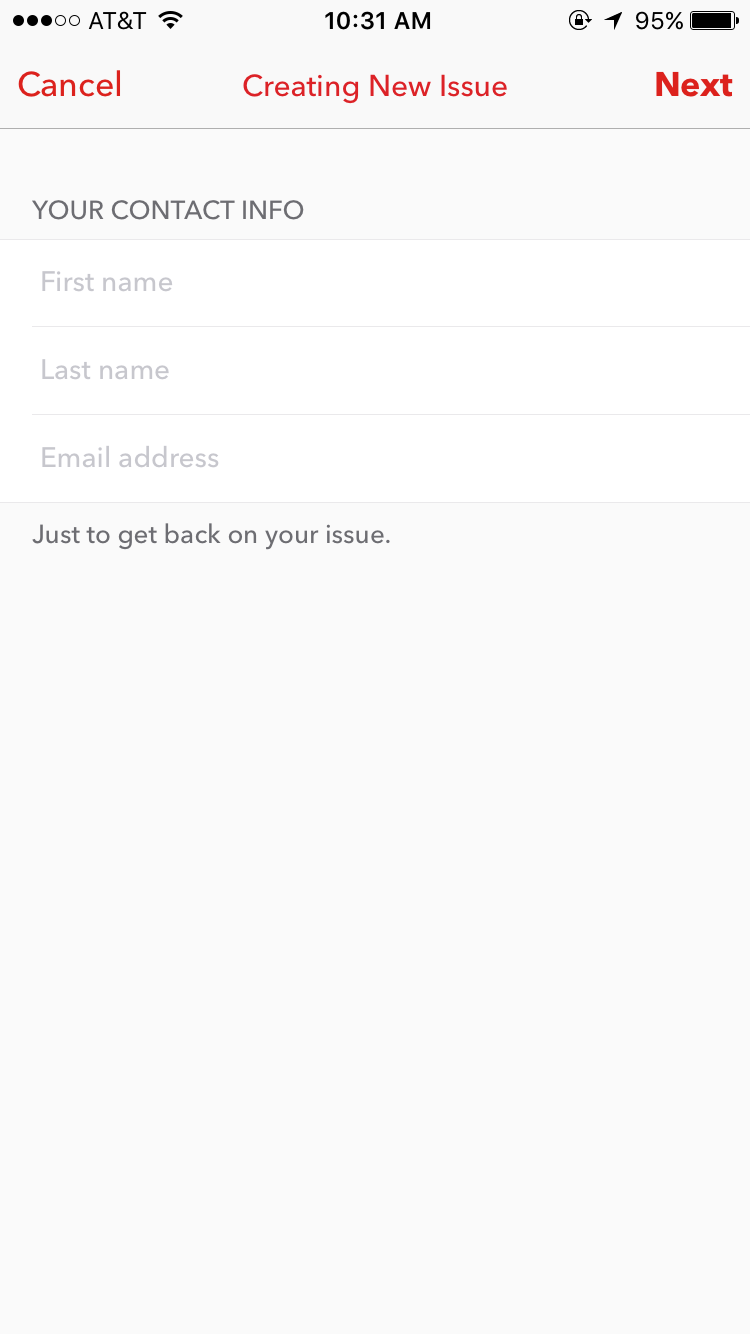 AT&T 10:31 AM 95%
Cancel Creating New Issue Next
YOUR CONTACT INFO
First name
Last name
Email address
Just to get back on your issue.